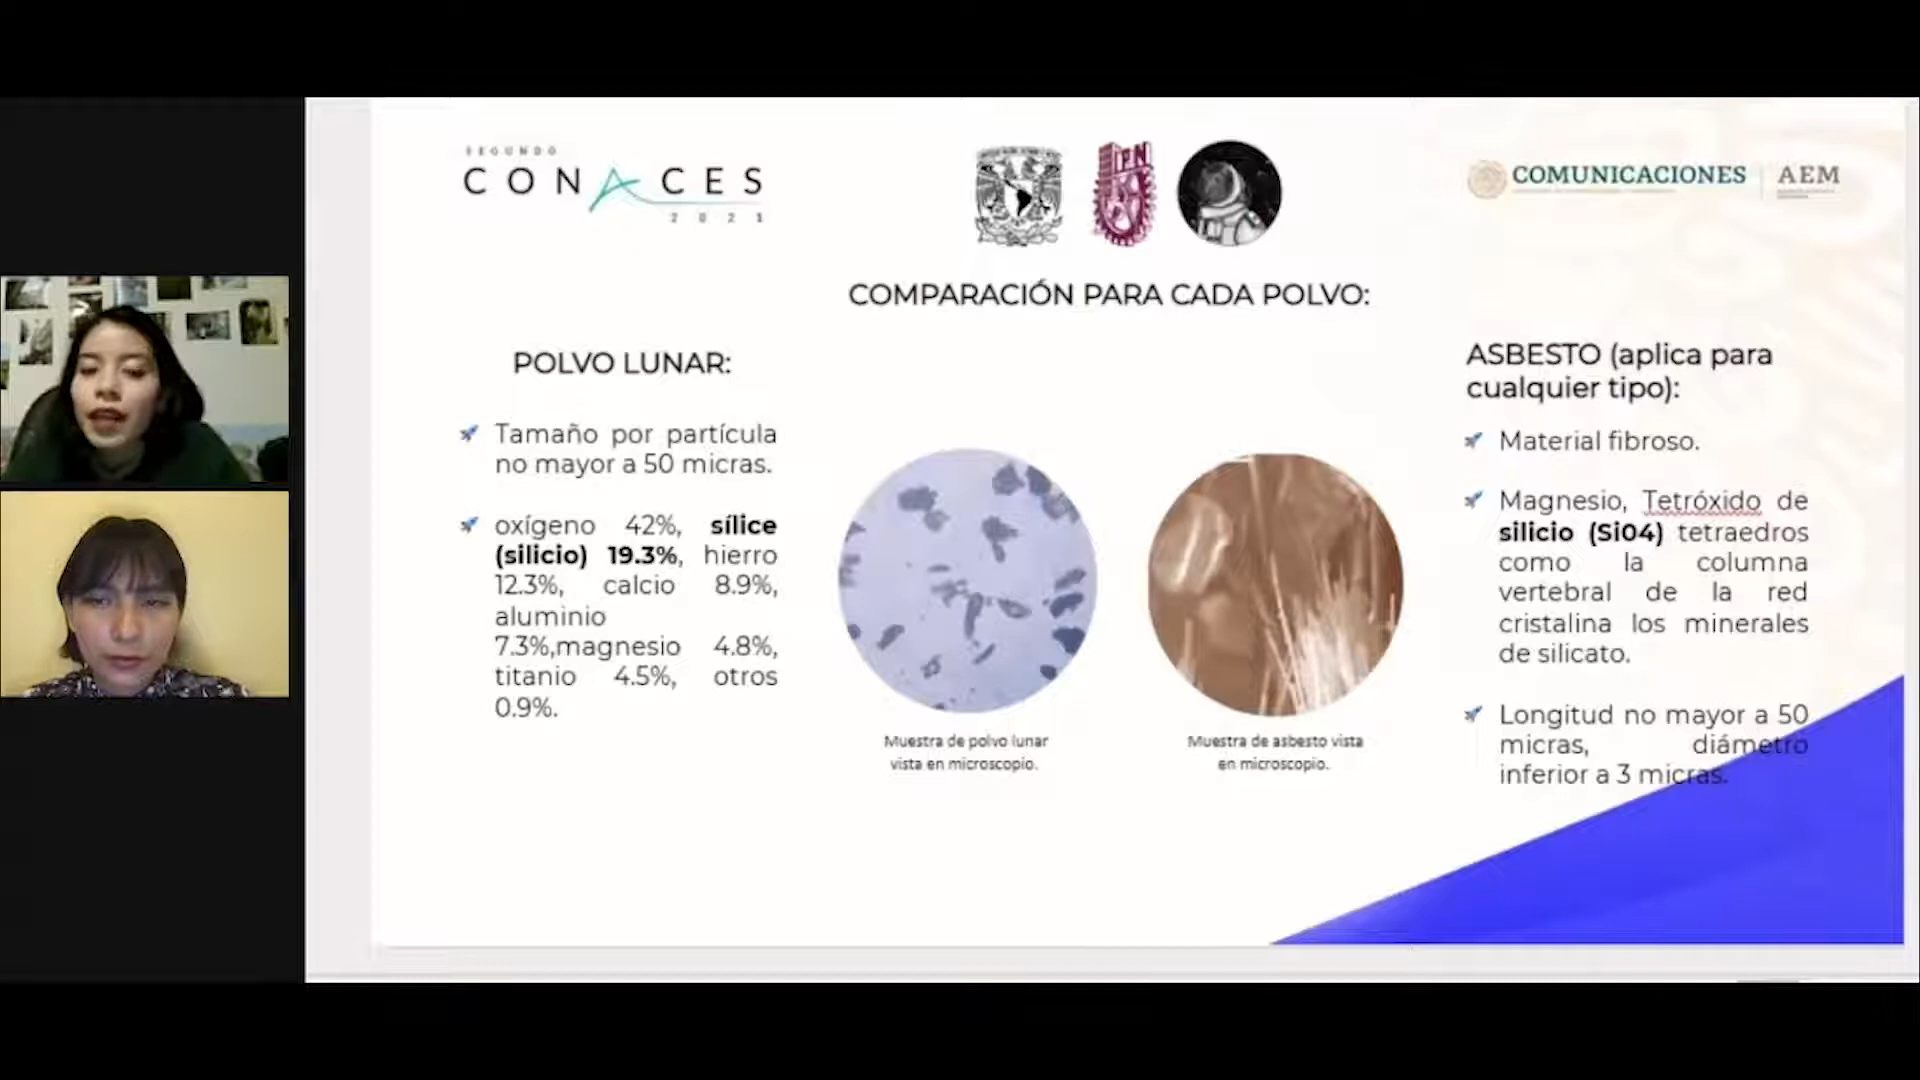 SEGUNDO
CONACES
2021
IPN
COMUNICACIONES
AEM
COMPARACIÓN PARA CADA POLVO:
POLVO LUNAR:
Tamaño por partícula
no mayor a 50 micras.
oxígeno 42%, sílice
(silicio) 19.3%, hierro
12.3%, calcio 8.9%,
aluminio
7.3%,magnesio 4.8%,
titanio 4.5%, otros
0.9%.
Muestra de polvo lunar
vista en microscopio.
Muestra de asbesto vista
en microscopio.
ASBESTO (aplica para
cualquier tipo):
Material fibroso.
Magnesio, Tetróxido de
silicio (Si04) tetraedros
como la columna
vertebral de la red
cristalina los minerales
de silicato.
Longitud no mayor a 50
micras, diámetro
inferior a 3 micras.